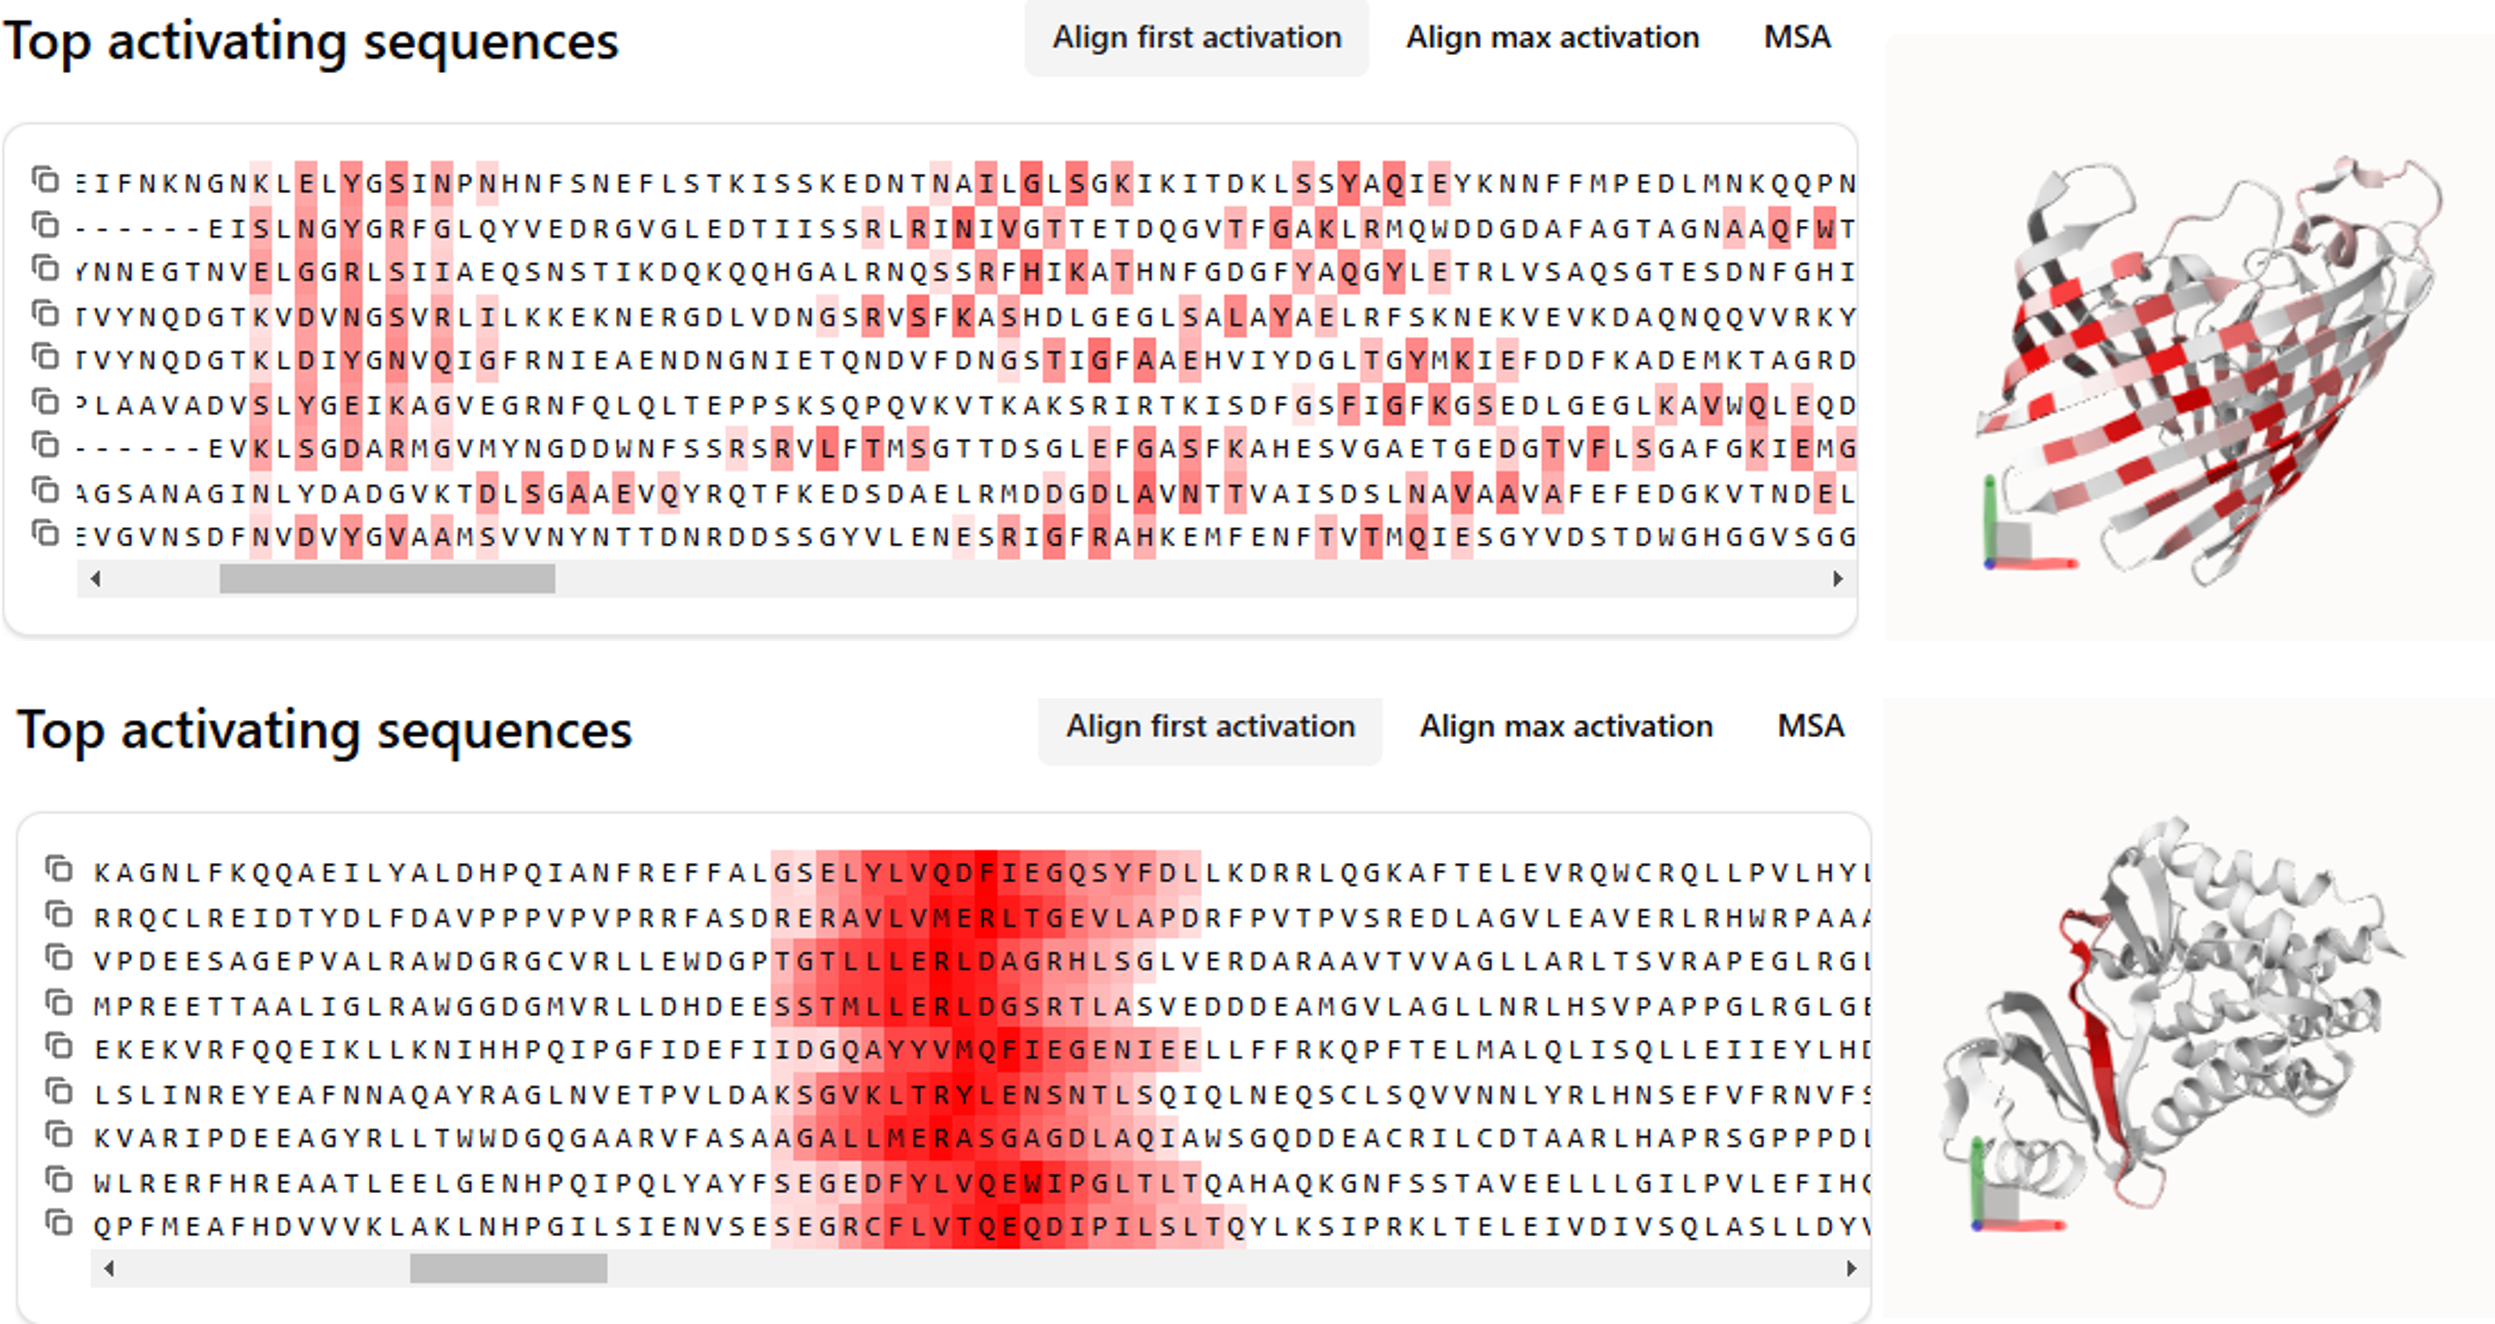 Top activating sequences
Align first activation Align max activation MSA
EIFNKNGNKLELYGSINPNHNFSNEFLSTKISSKEDNTNAILGLSGKIKITDKLSSYAQIEYKNNFFMPEDLMNKQQPN
------EISLNGYGRFGLQYVEDRGVGLEDTIISSRLRINIVGTTETDQGVTFGAKLRMQWDDGDAFAGTAGNAAQFWT
YNNEGTNVELGGRLSIIAEQSNSTIKDQKQQHGALRNQSSRFHIKATHNFGDGFYAQGYLETRLVSAQSGTESDNFGHI
TVYNQDGTKVDVNGSVRLILKKEKNERGDLVDNGSRVSFKASHDLGEGLSALAYAELRFSKNEKVEVKDAQNQQVVRKY
TVYNQDGTKLDIYGNVQIGFRNIEAENDNGNIETQNDVFDNGSTIGFAAEHVIYDGLTGYMKIEFDDFKADEMKTAGRD
PLAAVADVSLYGEIKAGVEGRNFQLQLTEPPSKSQPQVKVTKAKSRIRTKISDFGSFIGFKGSEDLGEGLKAVWQLEQD
------EVKLSGDARMGVMYNGDDWNFSSRSRVLFTMSGTTDSGLEFGASFKAHESVGAETGEDGTVFLSGAFGKIEMG
AGSANAGINLYDADGVKTDLSGAAEVQYRQTFKEDSDAELRMDDGDLAVNTTVAISDSLNAVAAVAFEFEDGKVTNDEL
EVGVNSDFNVDVYGVAAMSVVNYNTTDNRDDSSGYVLENESRIGFRAHKEMFENFTVTMQIESGYVDSTDWGHGGVSGG
Top activating sequences
Align first activation Align max activation MSA
KAGNLFKQQAEILYALDHPQIANFREFFALGSELYLVQDFIEGQSYFDLLKDRRLQGKAFTELEVRQWCRQLLPVLHYL
RRQCLREIDTYDLFDAVPPPVPVPRRFASDRERAVLVMERLTGEVLAPDRFPVTPVSREDLAGVLEAVERLRHWRPAAA
VPDEESAGEPVALRAWDGRGCVRLLEWDGPTGTLLLERLDAGRHLSGLVERDARAAVTVVAGLLARLTSVRAPEGLRGL
MPREETTAALIGLRAWGGDGMVRLLDHDEESSTMLLERLDGSRTLASVEDDDEAMGVLAGLLNRLHSVPAPPGLRGLGE
EKEKVRFQQEIKLLKNIHHPQIPGFIDEFIIDGQAYYVMQFIEGENIEELLFFRKQPFTELMALQLISQLLEIIEYLHD
LSLINREYEAFNNAQAYRAGLNVETPVLDAKSGVKLTRYLENSNTLSQIQLNEQSCLSQVVNNLYRLHNSEFVFRNVFS
KVARIPDEEAGYRLLTWWDGQGAARVFASAAGALLMERASGAGDLAQIAWSGQDDEACRILCDTAARLHAPRSGPPPDL
WLRERFHREAATLEELGENHPQIPQLYAYFSEGEDFYLVQEWIPGLTLTQAHAQKGNFSSTAVEELLLGILPVLEFIHQ
QPFMEAFHDVVVKLAKLNHPGILSIENVSESEGRCFLVTQEQDIPILSLTQYLKSIPRKLTELEIVDIVSQLASLLDYV